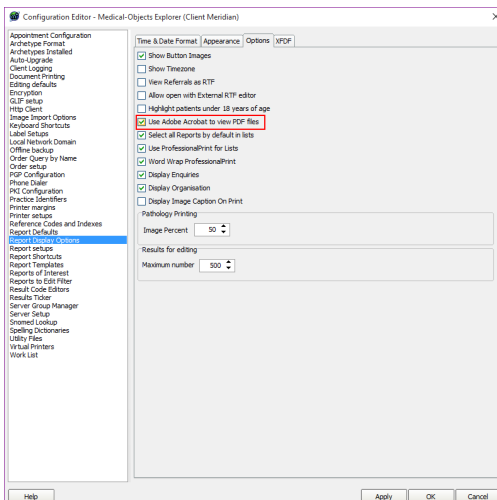 Configuration Editor - Medical-Objects Explorer (Client Meridian)
Appointment Configuration
Archetype Format
Archetypes Installed
Auto-Upgrade
Client Logging
Document Printing
Editing defaults
Encryption
GLIF setup
Http Client
Image Import Options
Keyboard Shortcuts
Label Setups
Local Network Domain
Offline backup
Order Query by Name
Order setup
PGP Configuration
Phone Dialer
PKI Configuration
Practice Identifiers
Printer margins
Printer setups
Reference Codes and Indexes
Report Defaults
Report Display Options
Report setups
Report Shortcuts
Report Templates
Reports of Interest
Reports to Edit Filter
Result Code Editors
Results Ticker
Server Group Manager
Server Setup
Snomed Lookup
Spelling Dictionaries
Utility Files
Virtual Printers
Work List
Time & Date Format Appearance Options XFDF
Show Button Images
Show Timezone
View Referrals as RTF
Allow open with External RTF editor
Highlight patients under 18 years of age
Use Adobe Acrobat to view PDF files
Select all Reports by default in lists
Use ProfessionalPrint for Lists
Word Wrap ProfessionalPrint
Display Enquiries
Display Organisation
Display Image Caption On Print
Pathology Printing
Image Percent 50
Results for editing
Maximum number 500
Help Apply OK Cancel